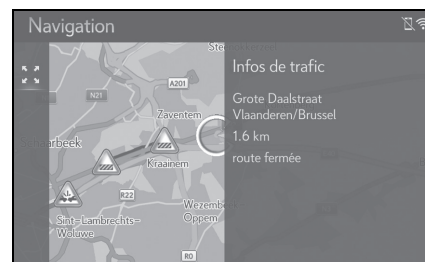 Navigation
A201
N21
Zaventem
Kraainem
R22
Sint-Lambrechts-
Woluwe
Oppem
R0
Infos de trafic
Grote Daalstraat
Vlaanderen/Brussel
1.6 km
route fermée